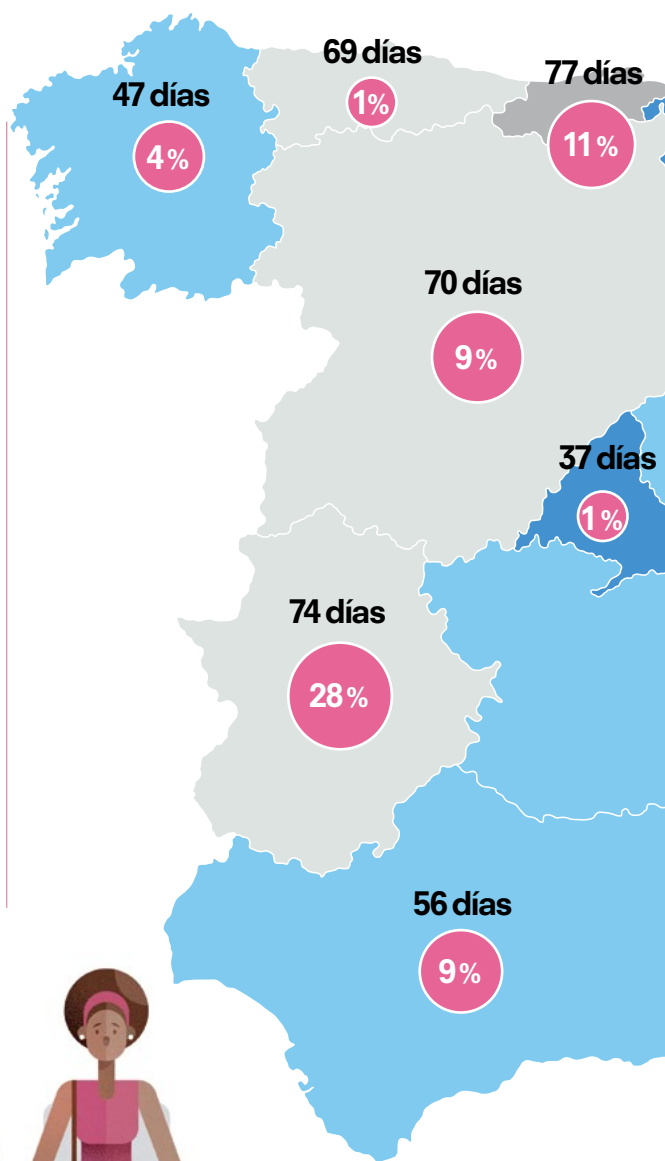 69 días
1%
77 días
11%
47 días
4%
70 días
9%
37 días
1%
74 días
28%
56 días
9%